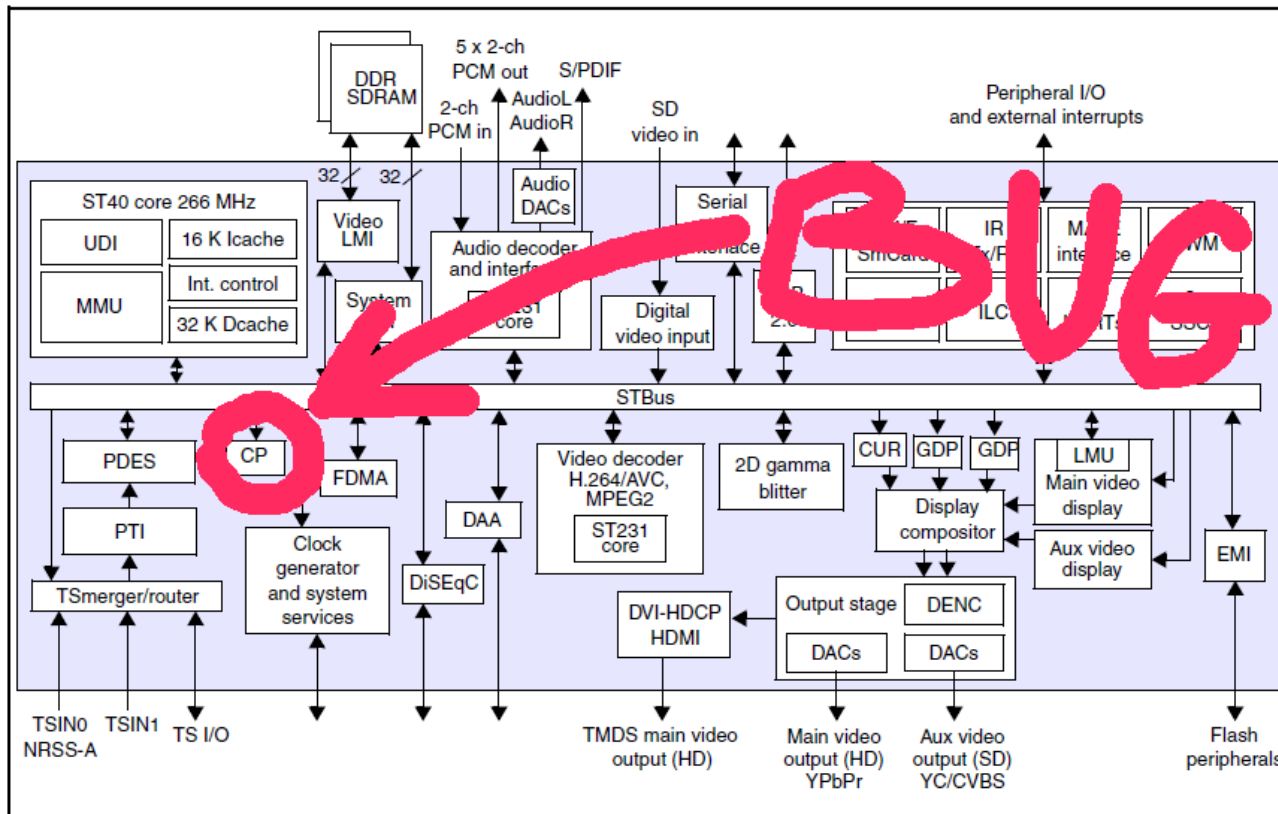 5 x 2-ch
PCM out
S/PDIF
DDR
SDRAM
2-ch
PCM in
AudioL
AudioR
SD
video in
Peripheral I/O
and external interrupts
32
32
ST40 core 266 MHz
UDI
16 K Icache
Int. control
MMU
32 K Dcache
Video
LMI
System
Audio
DACs
Audio decoder
and
core
Digital
video input
Serial
BUG
IR
ILC
STBus
PDES
CP
FDMA
PTI
TSmerger/router
Clock
generator
and system
services
DiSEqC
DAA
Video decoder
H.264/AVC,
MPEG2
ST231
core
2D gamma
blitter
CUR
GDP
GDP
LMU
Main video
display
Display
compositor
Aux video
display
EMI
DVI-HDCP
HDMI
Output stage
DENC
DACs
DACs
TSIN0
NRSS-A
TSIN1
TS I/O
TMDS main video
output (HD)
Main video
output (HD)
YPbPr
Aux video
output (SD)
YC/CVBS
Flash
peripherals